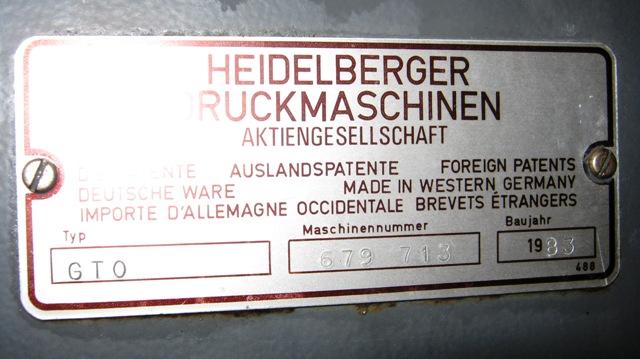 HEIDELBERGER
DRUCKMASCHINEN
AKTIENGESELLSCHAFT
AUSLANDSPATENTE FOREIGN PATENTS
DEUTSCHE WARE MADE IN WESTERN GERMANY
IMPORTE D'ALLEMAGNE OCCIDENTALE BREVETS ÉTRANGERS
Typ Maschinennummer Baujahr
GTO 679 713 1983
488